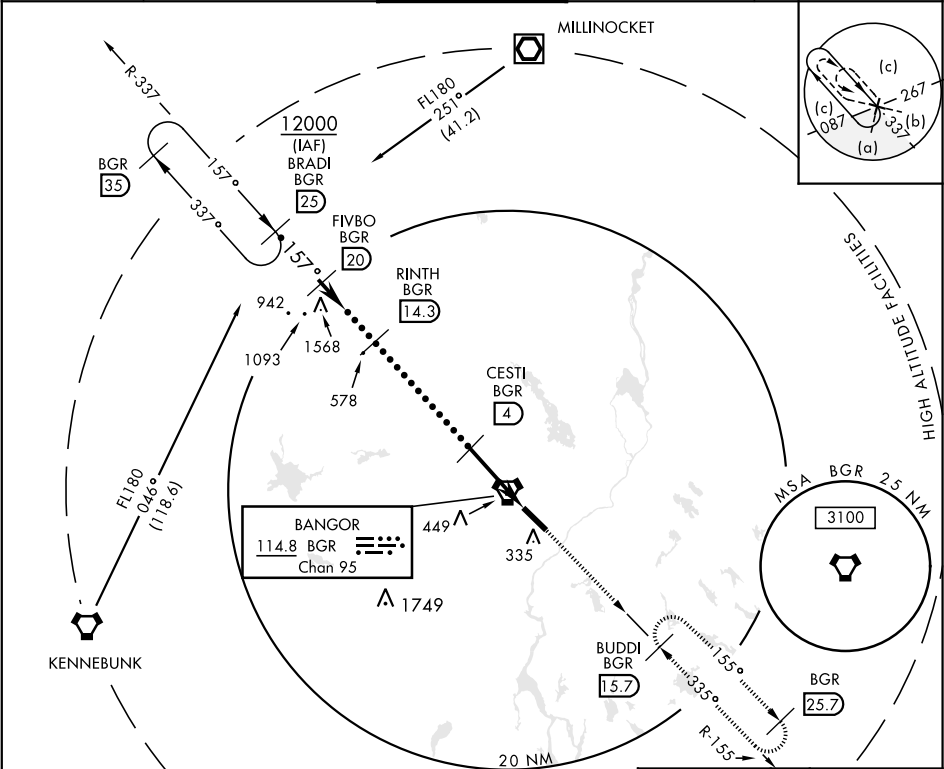 MILLINOCKET
FL180
251°
(41.2)
R-337
157°
337°
BGR
35
12000
(IAF)
BRADI
BGR
25
157°
FIVBO
BGR
20
RINTH
BGR
14.3
942
1093
1568
578
CESTI
BGR
4
(c)
(c)
267
087
337
(b)
(a)
HIGH ALTITUDE FACILITIES
FL180
046°
(118.6)
KENNEBUNK
BANGOR
114.8 BGR
Chan 95
449
335
1749
MSA BGR 25 NM
3100
BUDDI
BGR
15.7
155°
335°
BGR
25.7
R-155
20 NM